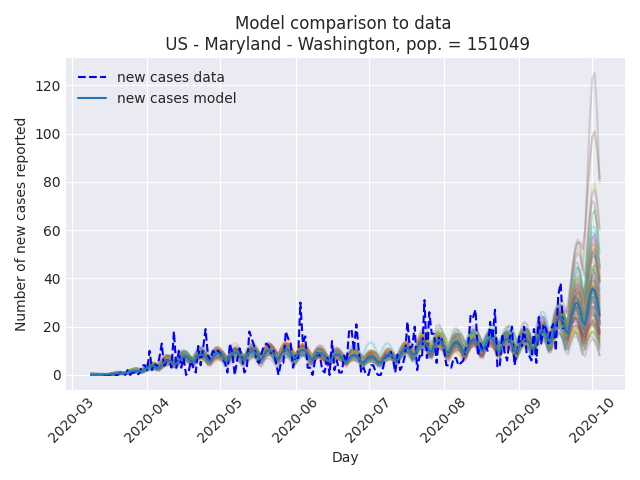 Model comparison to data
US - Maryland - Washington, pop. = 151049
new cases data
new cases model
Number of new cases reported
120
100
80
60
40
20
0
2020-03
2020-04
2020-05
2020-06
2020-07
2020-08
2020-09
2020-10
Day